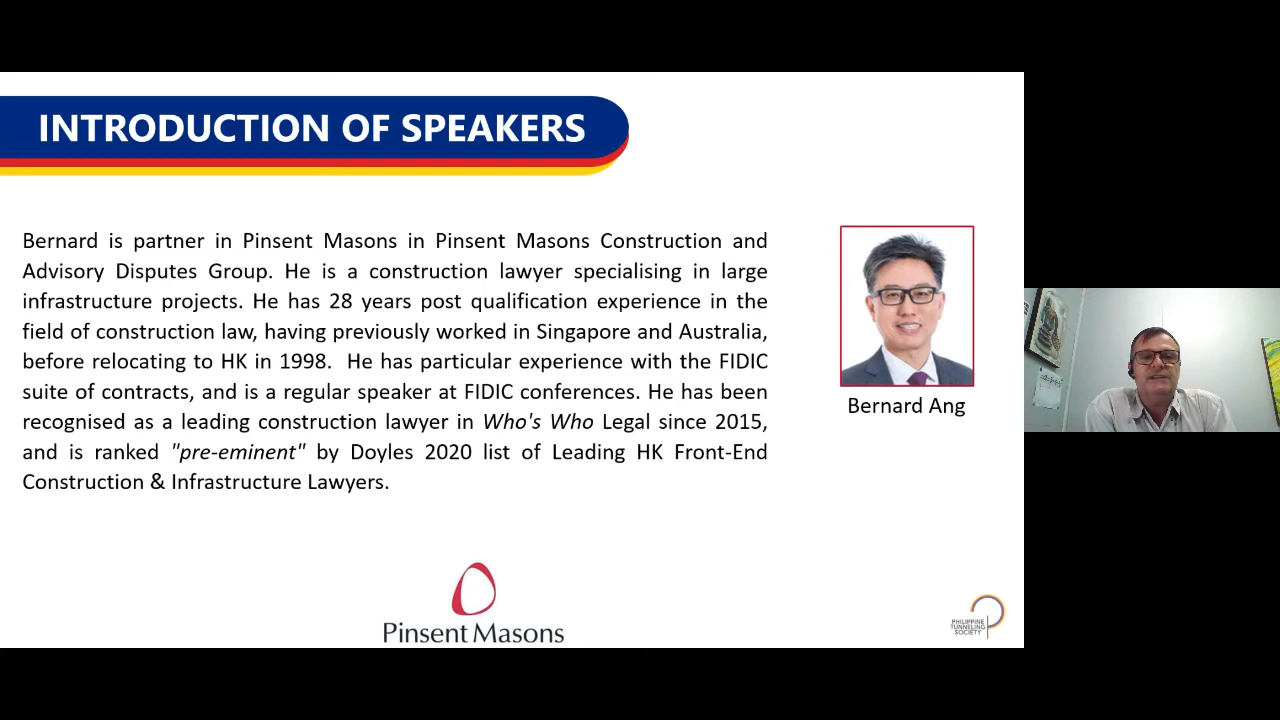 INTRODUCTION OF SPEAKERS
Bernard is partner in Pinsent Masons in Pinsent Masons Construction and
Advisory Disputes Group. He is a construction lawyer specialising in large
infrastructure projects. He has 28 years post qualification experience in the
field of construction law, having previously worked in Singapore and Australia,
before relocating to HK in 1998. He has particular experience with the FIDIC
suite of contracts, and is a regular speaker at FIDIC conferences. He has been
recognised as a leading construction lawyer in Who's Who Legal since 2015,
and is ranked "pre-eminent" by Doyles 2020 list of Leading HK Front-End
Construction & Infrastructure Lawyers.
Bernard Ang
Pinsent Masons
PHILIPPINE
TUNNELING
SOCIETY